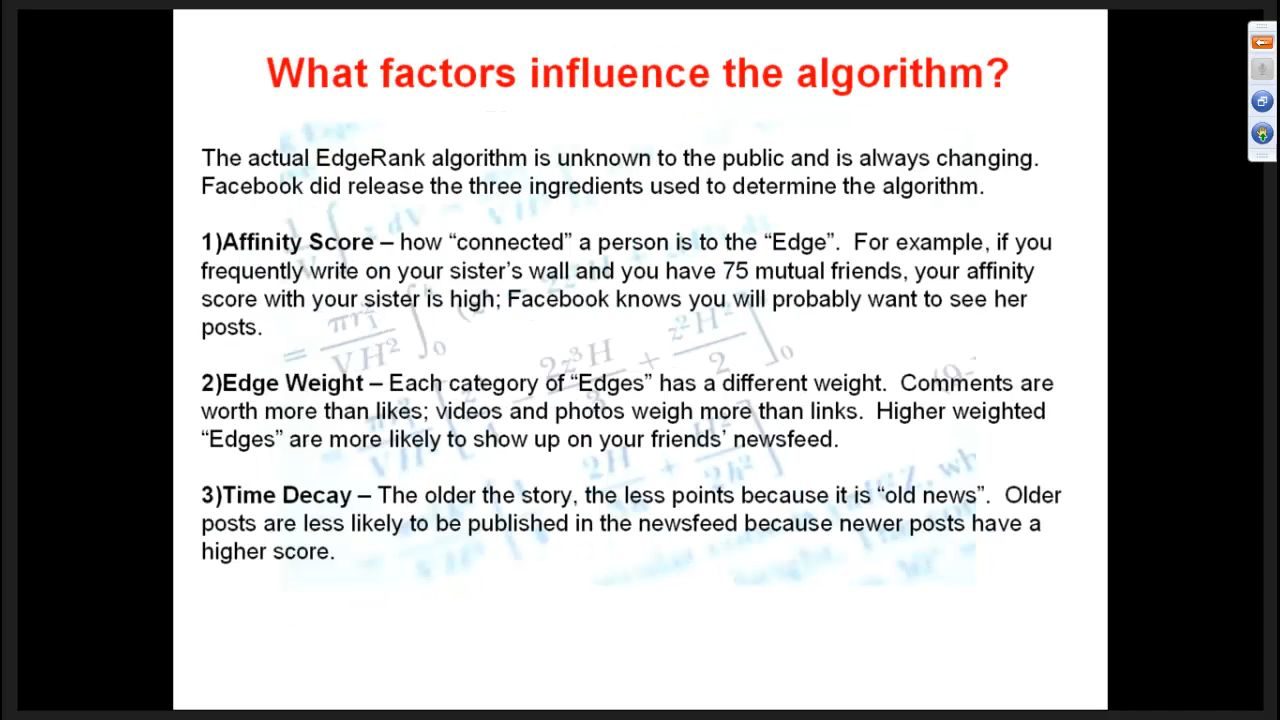 What factors influence the algorithm?
The actual EdgeRank algorithm is unknown to the public and is always changing.
Facebook did release the three ingredients used to determine the algorithm.
1)Affinity Score – how “connected” a person is to the “Edge”. For example, if you
frequently write on your sister’s wall and you have 75 mutual friends, your affinity
score with your sister is high; Facebook knows you will probably want to see her
posts.
2)Edge Weight – Each category of “Edges” has a different weight. Comments are
worth more than likes; videos and photos weigh more than links. Higher weighted
“Edges” are more likely to show up on your friends’ newsfeed.
3)Time Decay – The older the story, the less points because it is “old news”. Older
posts are less likely to be published in the newsfeed because newer posts have a
higher score.